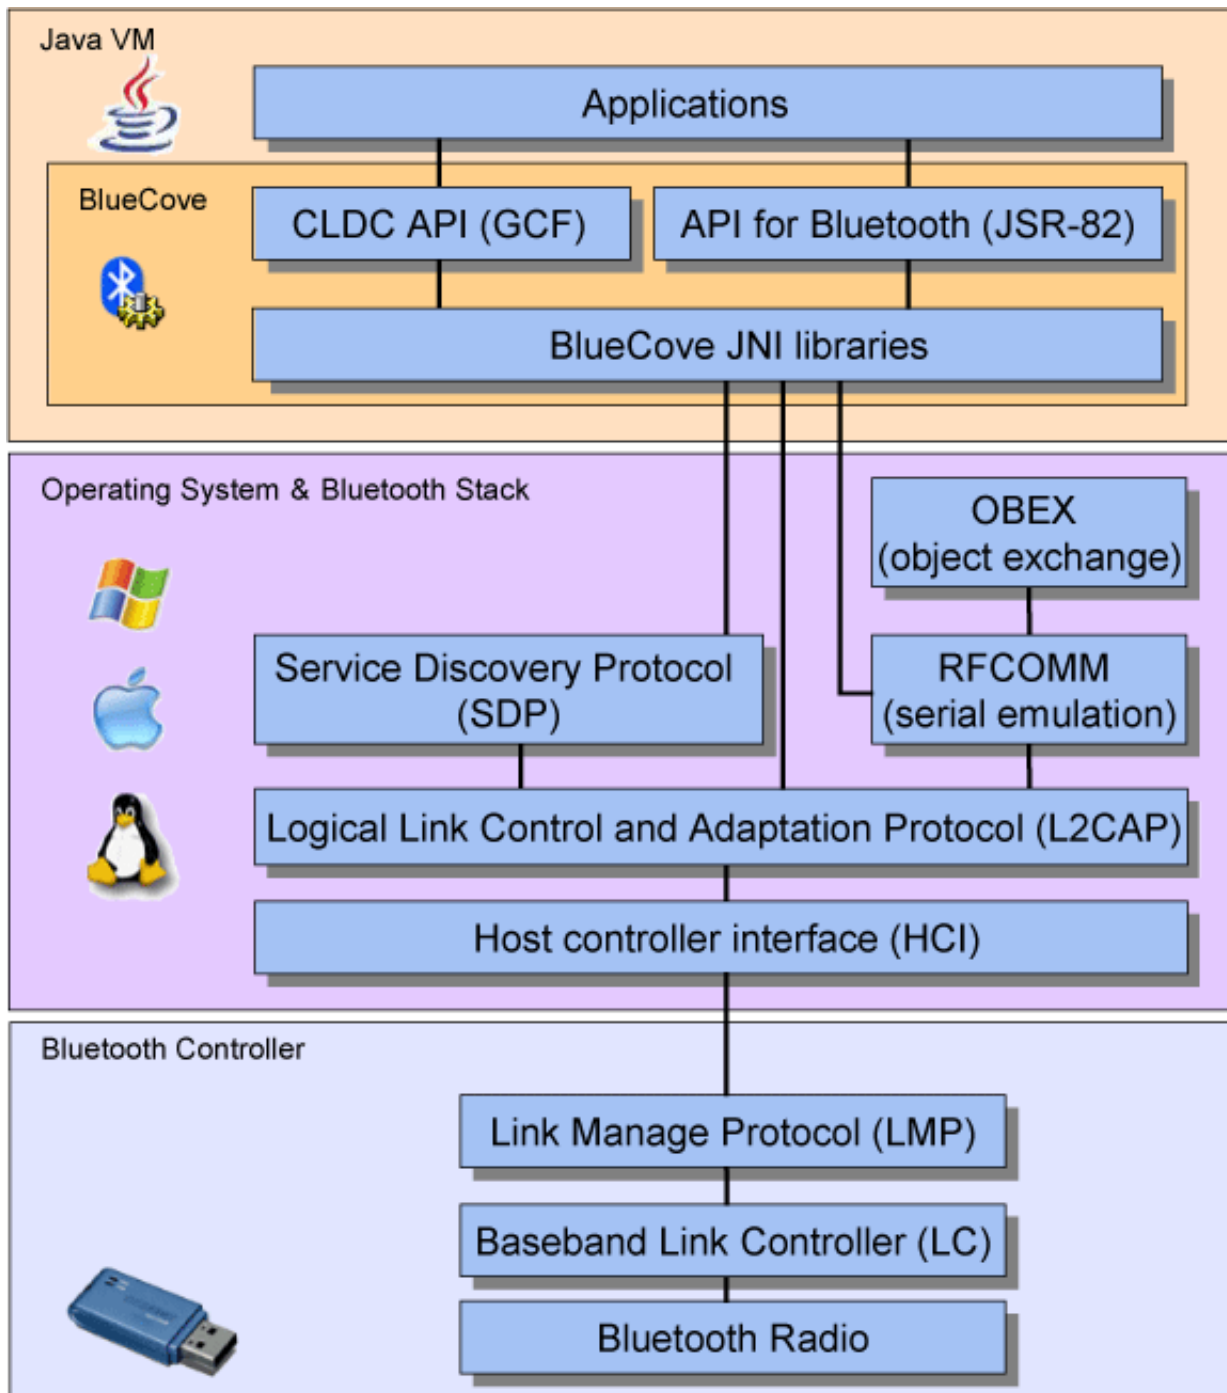 Java VM
Applications
BlueCove
CLDC API (GCF)
API for Bluetooth (JSR-82)
BlueCove JNI libraries
Operating System & Bluetooth Stack
OBEX
(object exchange)
Service Discovery Protocol
(SDP)
RFCOMM
(serial emulation)
Logical Link Control and Adaptation Protocol (L2CAP)
Host controller interface (HCI)
Bluetooth Controller
Link Manage Protocol (LMP)
Baseband Link Controller (LC)
Bluetooth Radio